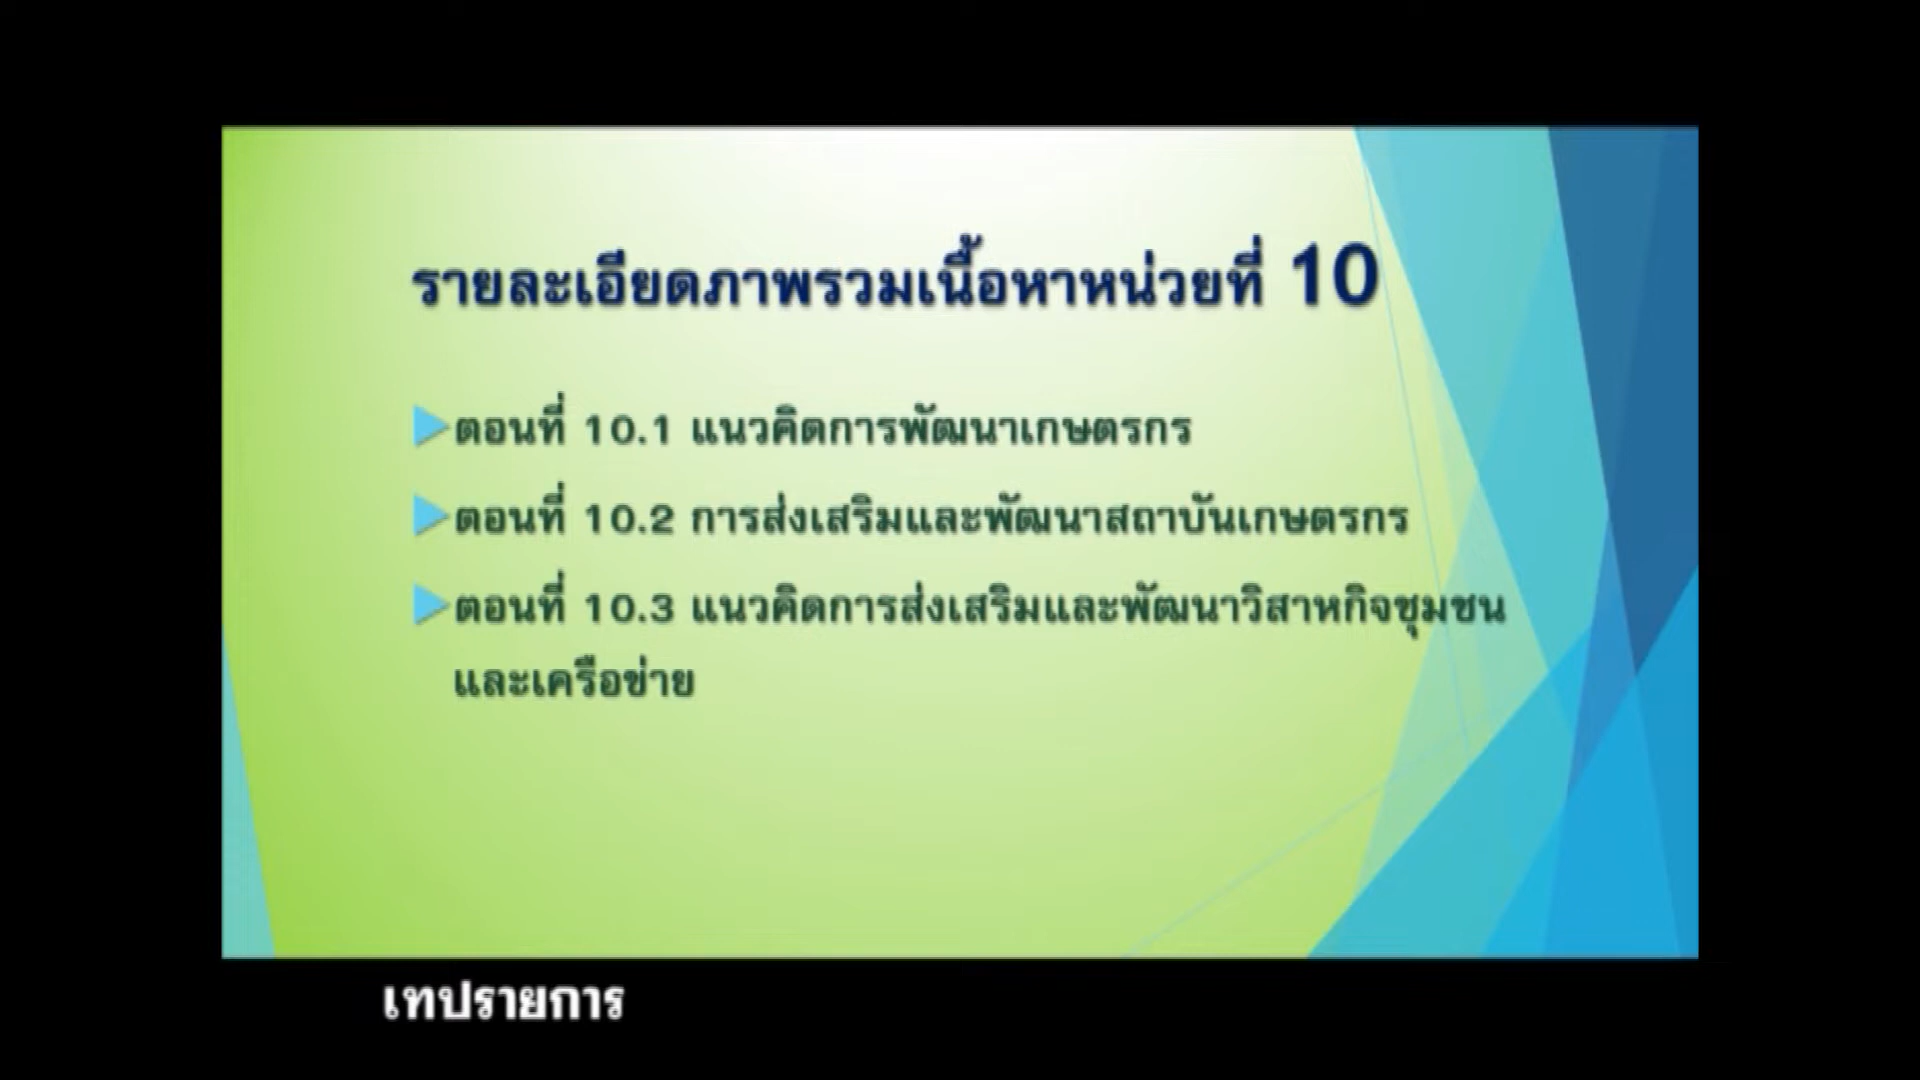 รายละเอียดภาพรวมเนื้อหาหน่วยที่ 10
ตอนที่ 10.1 แนวคิดการพัฒนาเกษตรกร
ตอนที่ 10.2 การส่งเสริมและพัฒนาสถาบันเกษตรกร
ตอนที่ 10.3 แนวคิดการส่งเสริมและพัฒนาวิสาหกิจชุมชน
และเครือข่าย
เทปรายการ